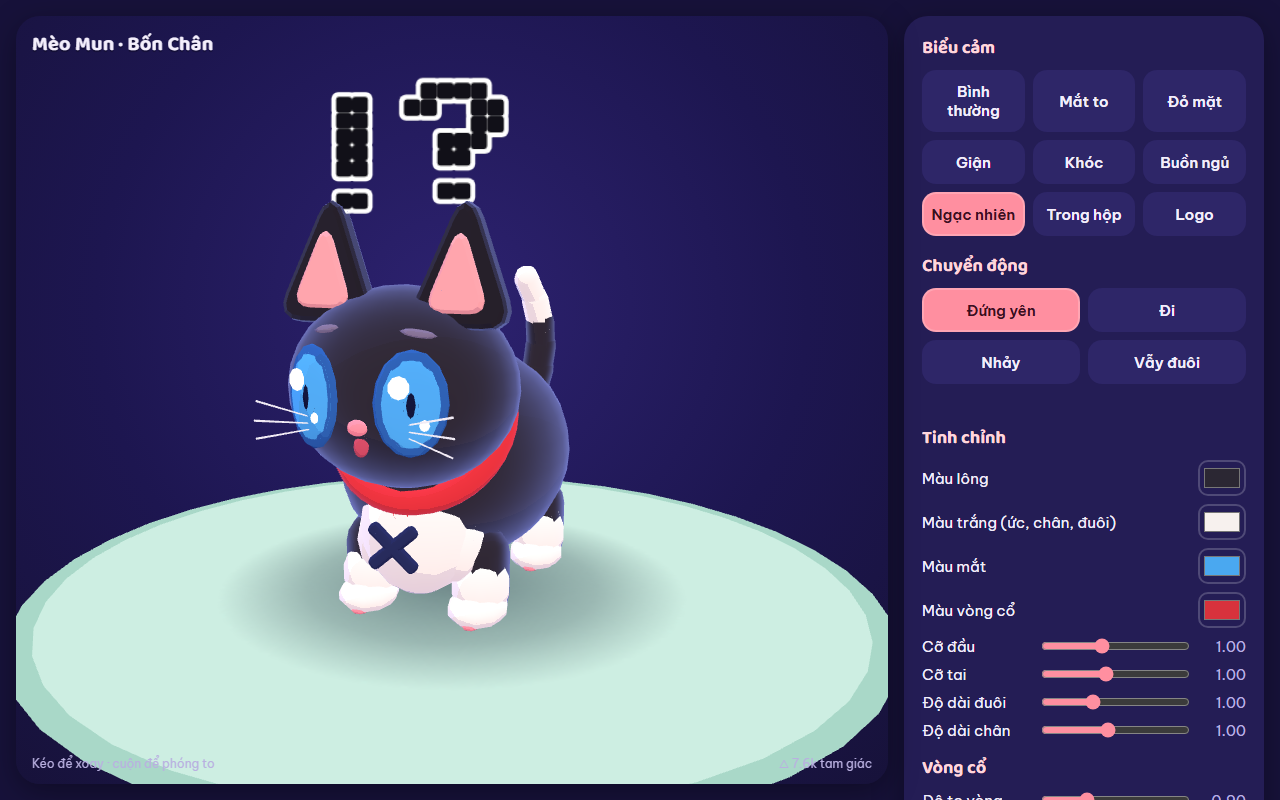 Mèo Mun · Bốn Chân
!?
Kéo để xoay · cuộn để phóng to
tam giác
Biểu cảm
Bình thường
Mắt to
Đỏ mặt
Giận
Khóc
Buồn ngủ
Ngạc nhiên
Trong hộp
Logo
Chuyển động
Đứng yên
Đi
Nhảy
Vẫy đuôi
Tinh chỉnh
Màu lông
Màu trắng (ức, chân, đuôi)
Màu mắt
Màu vòng cổ
Cỡ đầu 1.00
Cỡ tai 1.00
Độ dài đuôi 1.00
Độ dài chân 1.00
Vòng cổ